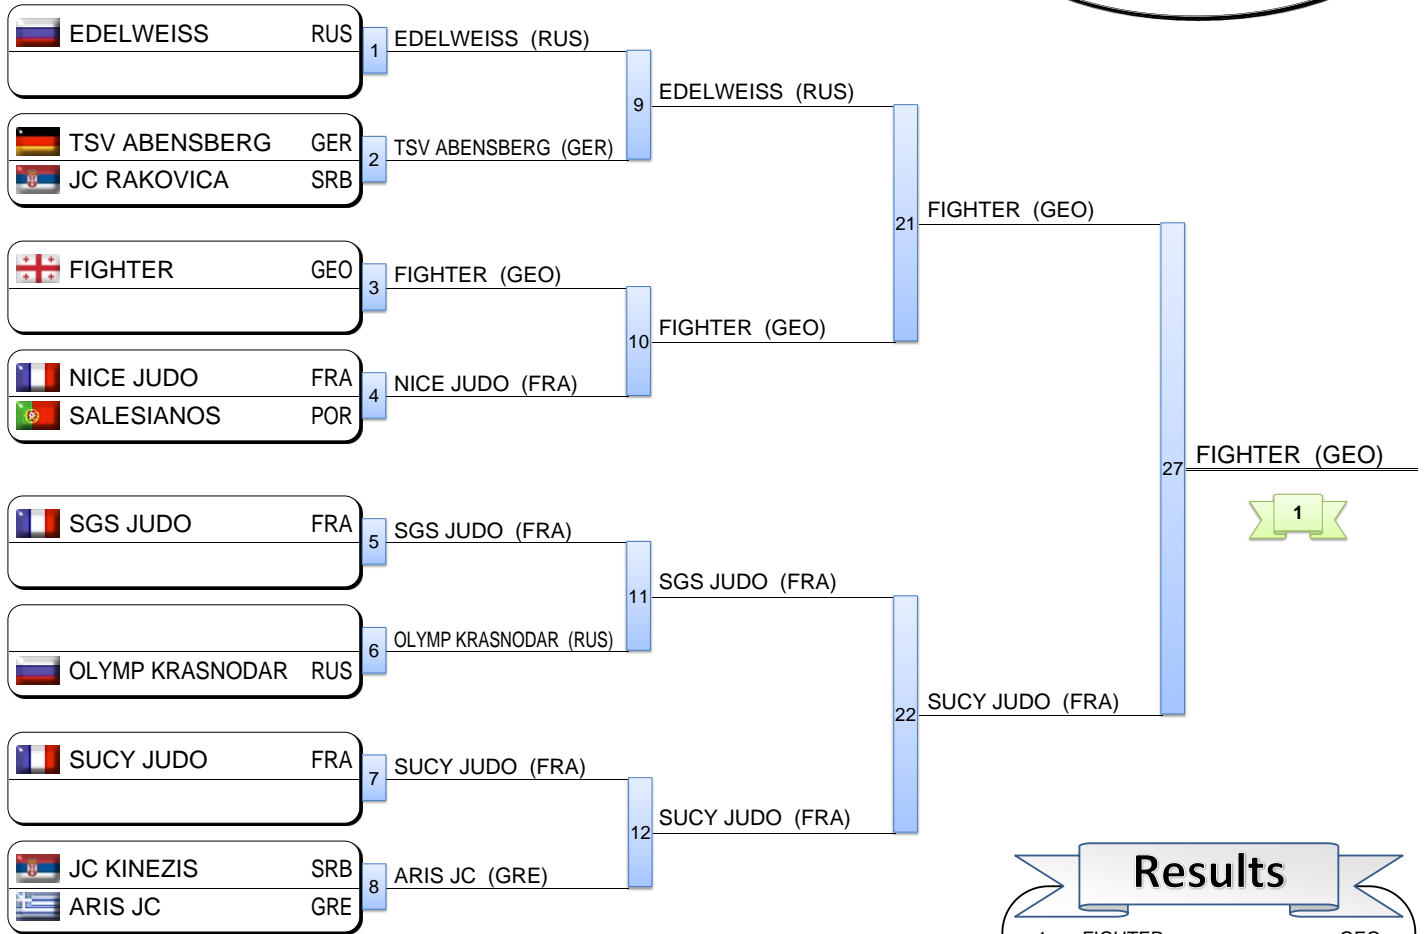 EDELWEISS RUS
1
EDELWEISS (RUS)
TSV ABENSBERG GER
JC RAKOVICA SRB
2
TSV ABENSBERG (GER)
9
EDELWEISS (RUS)
FIGHTER GEO
3
FIGHTER (GEO)
NICE JUDO FRA
SALESIANOS POR
4
NICE JUDO (FRA)
10
FIGHTER (GEO)
21
FIGHTER (GEO)
SGS JUDO FRA
5
SGS JUDO (FRA)
OLYMP KRASNODAR RUS
6
OLYMP KRASNODAR (RUS)
11
SGS JUDO (FRA)
SUCY JUDO FRA
7
SUCY JUDO (FRA)
JC KINEZIS SRB
ARIS JC GRE
8
ARIS JC (GRE)
12
SUCY JUDO (FRA)
22
SUCY JUDO (FRA)
27
FIGHTER (GEO)
1
Results
FIGHTER GEO